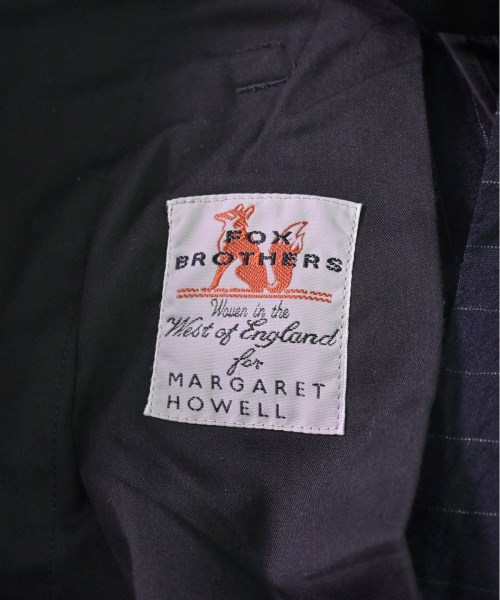 FOX
BROTHERS
Woven in the
West of England
for
MARGARET
HOWELL